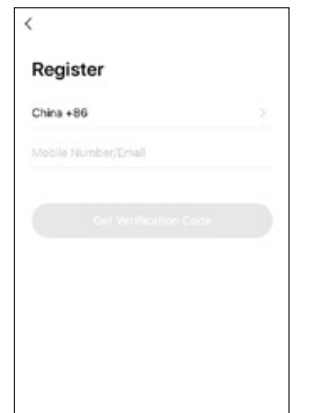 Register
China +86
Mobile Number/Email
Get Verification Code